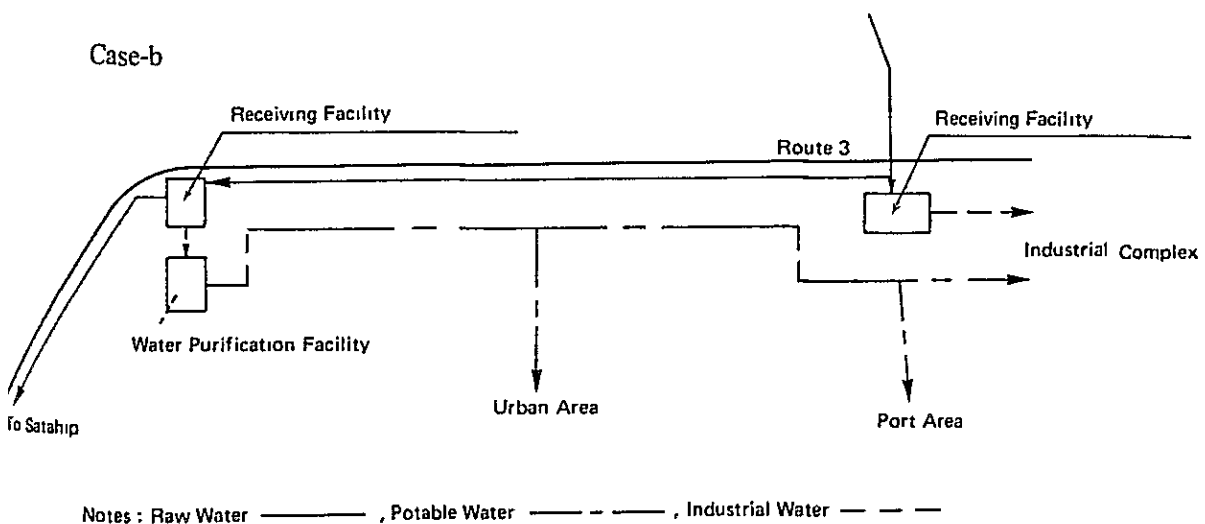 Case-b
Receiving Facility
Receiving Facility
Route 3
Industrial Complex
Water Purification Facility
Urban Area
Port Area
To Satahip
Notes : Raw Water , Potable Water , Industrial Water